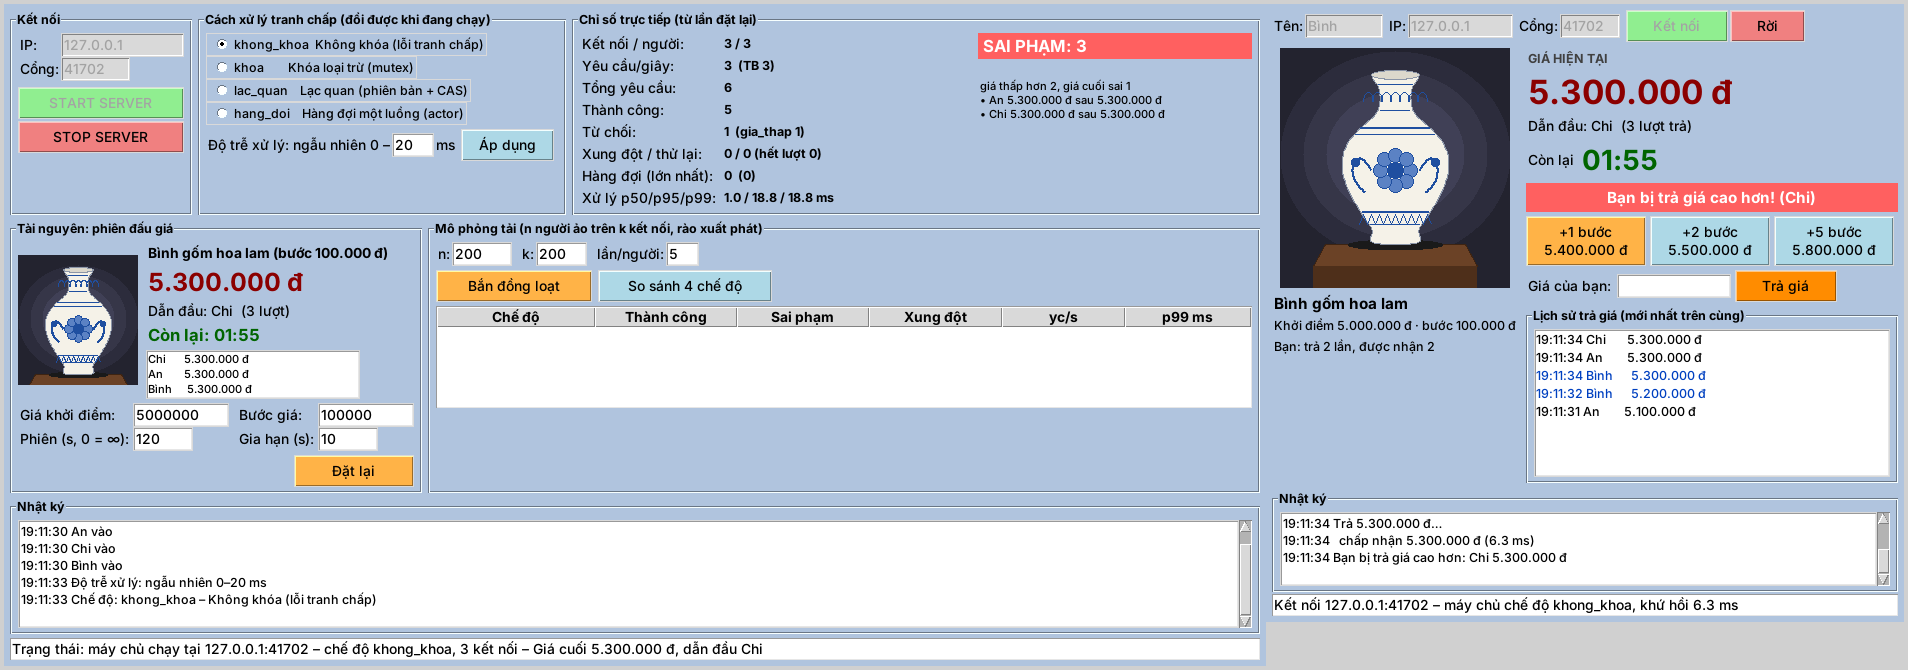 Kết nối
IP: 127.0.0.1
Cổng: 41702
START SERVER
STOP SERVER
Cách xử lý tranh chấp (đổi được khi đang chạy)
khong_khoa Không khóa (lỗi tranh chấp)
khoa Khóa loại trừ (mutex)
lac_quan Lạc quan (phiên bản + CAS)
hang_doi Hàng đợi một luồng (actor)
Độ trễ xử lý: ngẫu nhiên 0 – 20 ms Áp dụng
Chỉ số trực tiếp (từ lần đặt lại)
Kết nối / người: 3 / 3
Yêu cầu/giây: 3 (TB 3)
Tổng yêu cầu: 6
Thành công: 5
Từ chối: 1 (gia_thap 1)
Xung đột / thử lại: 0 / 0 (hết lượt 0)
Hàng đợi (lớn nhất): 0 (0)
Xử lý p50/p95/p99: 1.0 / 18.8 / 18.8 ms
SAI PHẠM: 3
giá thấp hơn 2, giá cuối sai 1
• An 5.300.000 đ sau 5.300.000 đ
• Chi 5.300.000 đ sau 5.300.000 đ
Tài nguyên: phiên đấu giá
Bình gốm hoa lam (bước 100.000 đ)
5.300.000 đ
Dẫn đầu: Chi (3 lượt)
Còn lại: 01:55
Chi 5.300.000 đ
An 5.300.000 đ
Bình 5.300.000 đ
Giá khởi điểm: 5000000 Bước giá: 100000
Phiên (s, 0 = ∞): 120 Gia hạn (s): 10
Đặt lại
Mô phỏng tải (n người ảo trên k kết nối, rào xuất phát)
n: 200 k: 200 lần/người: 5
Bắn đồng loạt So sánh 4 chế độ
Chế độ Thành công Sai phạm Xung đột yc/s p99 ms
Nhật ký
19:11:30 An vào
19:11:30 Chi vào
19:11:30 Bình vào
19:11:33 Độ trễ xử lý: ngẫu nhiên 0–20 ms
19:11:33 Chế độ: khong_khoa – Không khóa (lỗi tranh chấp)
Trạng thái: máy chủ chạy tại 127.0.0.1:41702 – chế độ khong_khoa, 3 kết nối – Giá cuối 5.300.000 đ, dẫn đầu Chi
Tên: Bình IP: 127.0.0.1 Cổng: 41702 Kết nối Rời
GIÁ HIỆN TẠI
5.300.000 đ
Dẫn đầu: Chi (3 lượt trả)
Còn lại 01:55
Bạn bị trả giá cao hơn! (Chi)
+1 bước +2 bước +5 bước
5.400.000 đ 5.500.000 đ 5.800.000 đ
Giá của bạn: Trả giá
Bình gốm hoa lam
Khởi điểm 5.000.000 đ · bước 100.000 đ
Bạn: trả 2 lần, được nhận 2
Lịch sử trả giá (mới nhất trên cùng)
19:11:34 Chi 5.300.000 đ
19:11:34 An 5.300.000 đ
19:11:34 Bình 5.300.000 đ
19:11:32 Bình 5.200.000 đ
19:11:31 An 5.100.000 đ
Nhật ký
19:11:34 Trả 5.300.000 đ...
19:11:34 chấp nhận 5.300.000 đ (6.3 ms)
19:11:34 Bạn bị trả giá cao hơn: Chi 5.300.000 đ
Kết nối 127.0.0.1:41702 – máy chủ chế độ khong_khoa, khứ hồi 6.3 ms